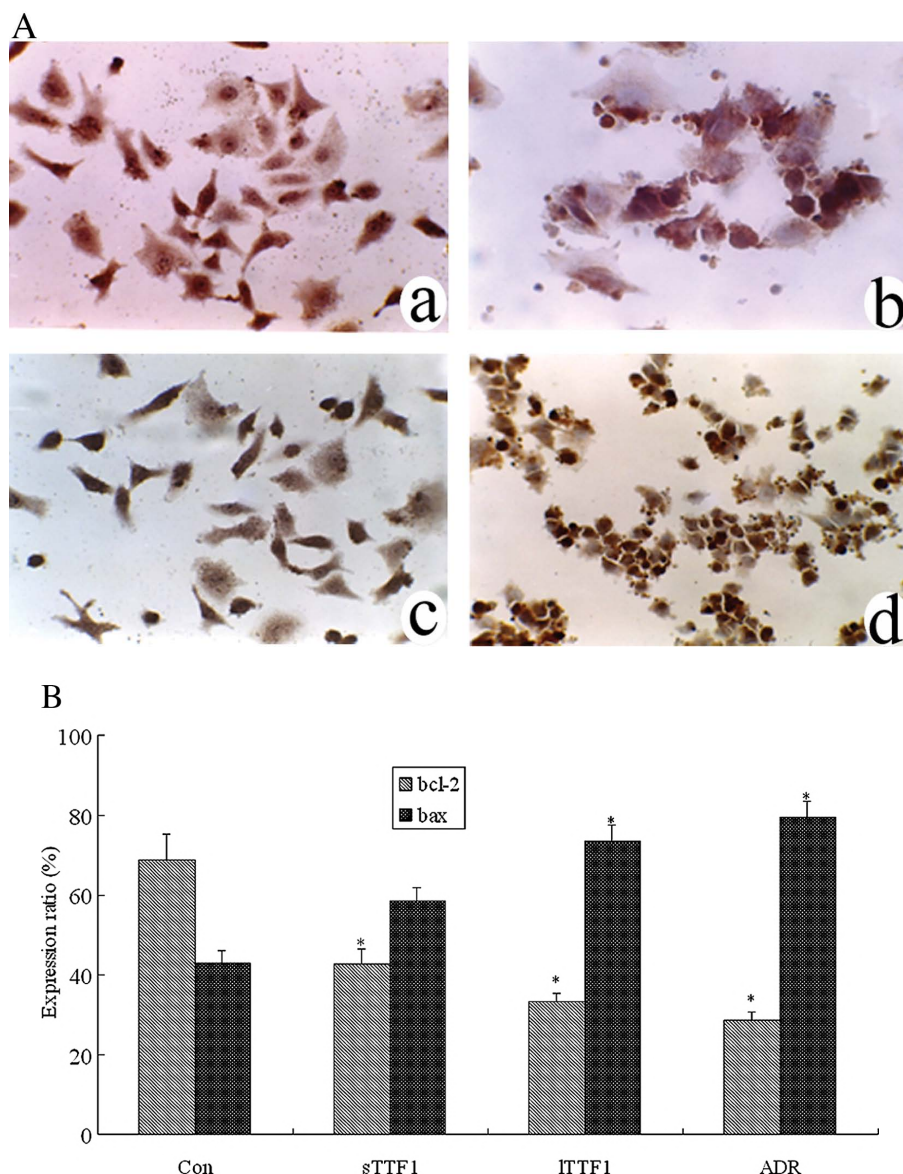 A
a
b
c
d
B
Expression ratio (%)
100
80
60
40
20
0
bcl-2
bax
*
*
*
*
*
Con
sTTF1
lTTF1
ADR